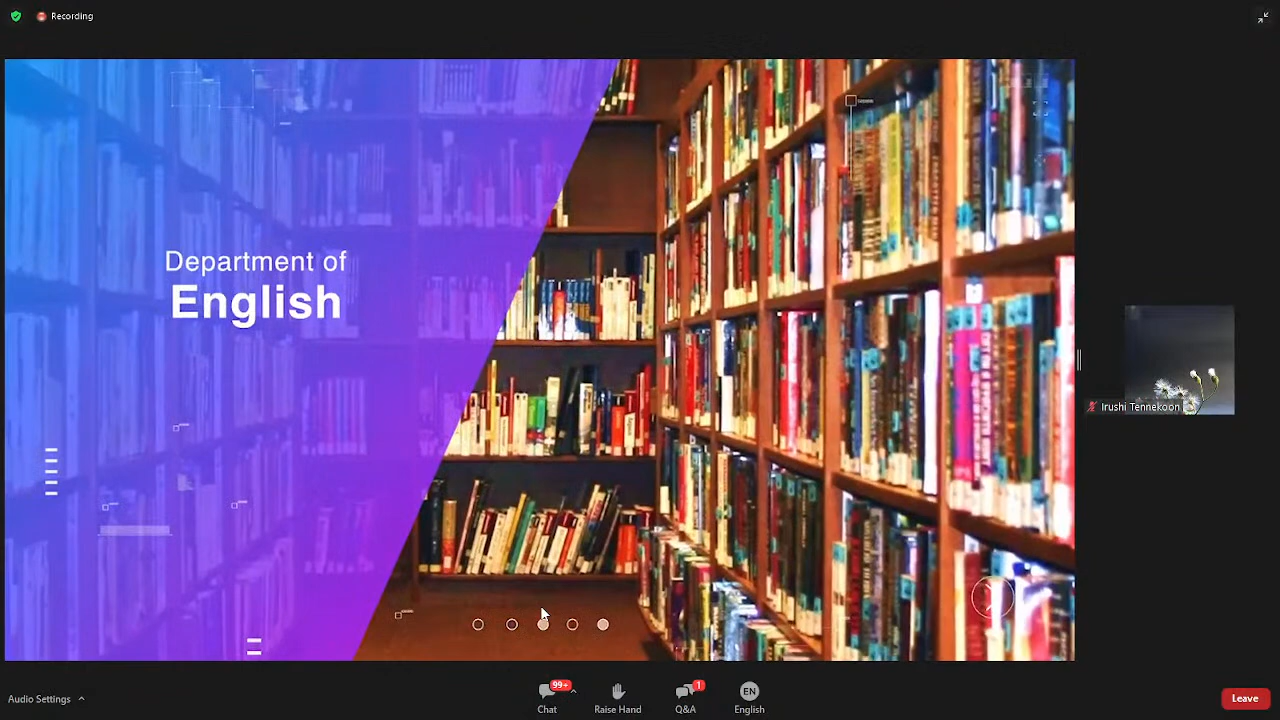 Recording
Department of
English
Irushi Tennekoon
Audio Settings
99+
Chat
Raise Hand
1
Q&A
EN
English
Leave